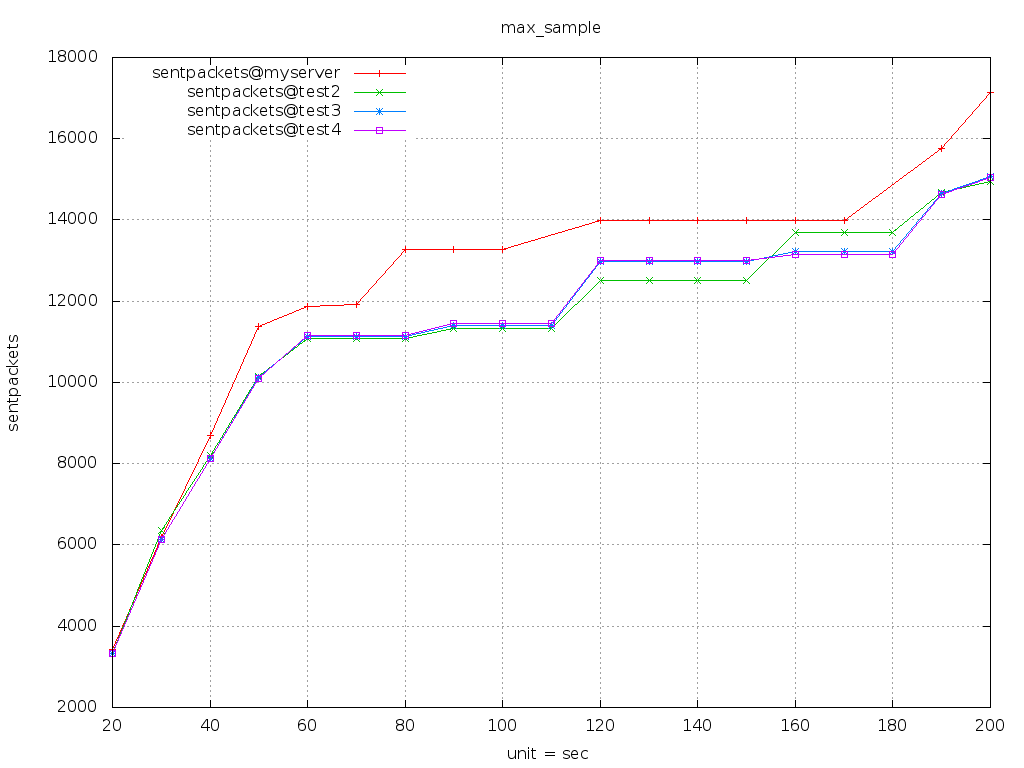 max_sample
18000
16000
14000
12000
10000
8000
6000
4000
2000
sentpackets@myserver
sentpackets@test2
sentpackets@test3
sentpackets@test4
sentpackets
20 40 60 80 100 120 140 160 180 200
unit = sec